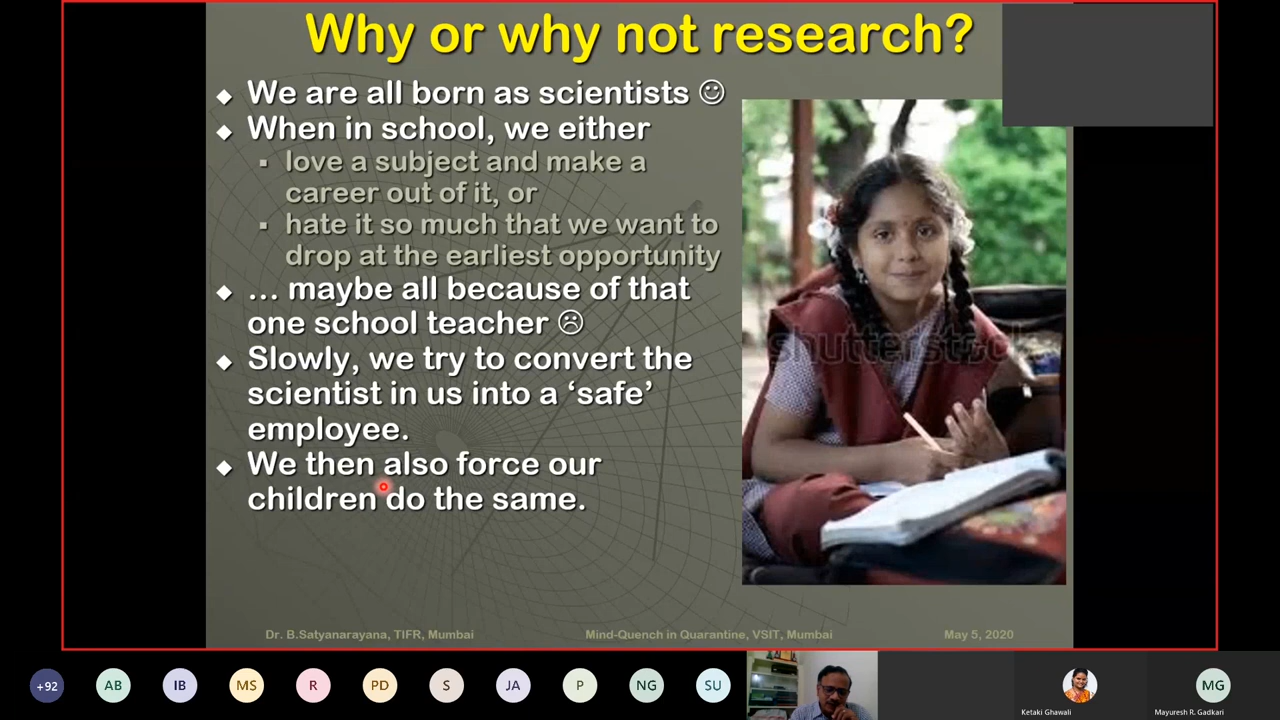 Why or why not research?
We are all born as scientists ☺
When in school, we either
love a subject and make a
career out of it, or
hate it so much that we want to
drop at the earliest opportunity
... maybe all because of that
one school teacher ☹
Slowly, we try to convert the
scientist in us into a ‘safe’
employee.
We then also force our
children do the same.
shutterstock
Dr. B.Satyanarayana, TIFR, Mumbai
Mind-Quench in Quarantine, VSIT, Mumbai
May 5, 2020
+92
AB
IB
MS
R
PD
S
JA
P
NG
SU
Ketaki Ghawali
MG
Mayuresh R. Gadkari